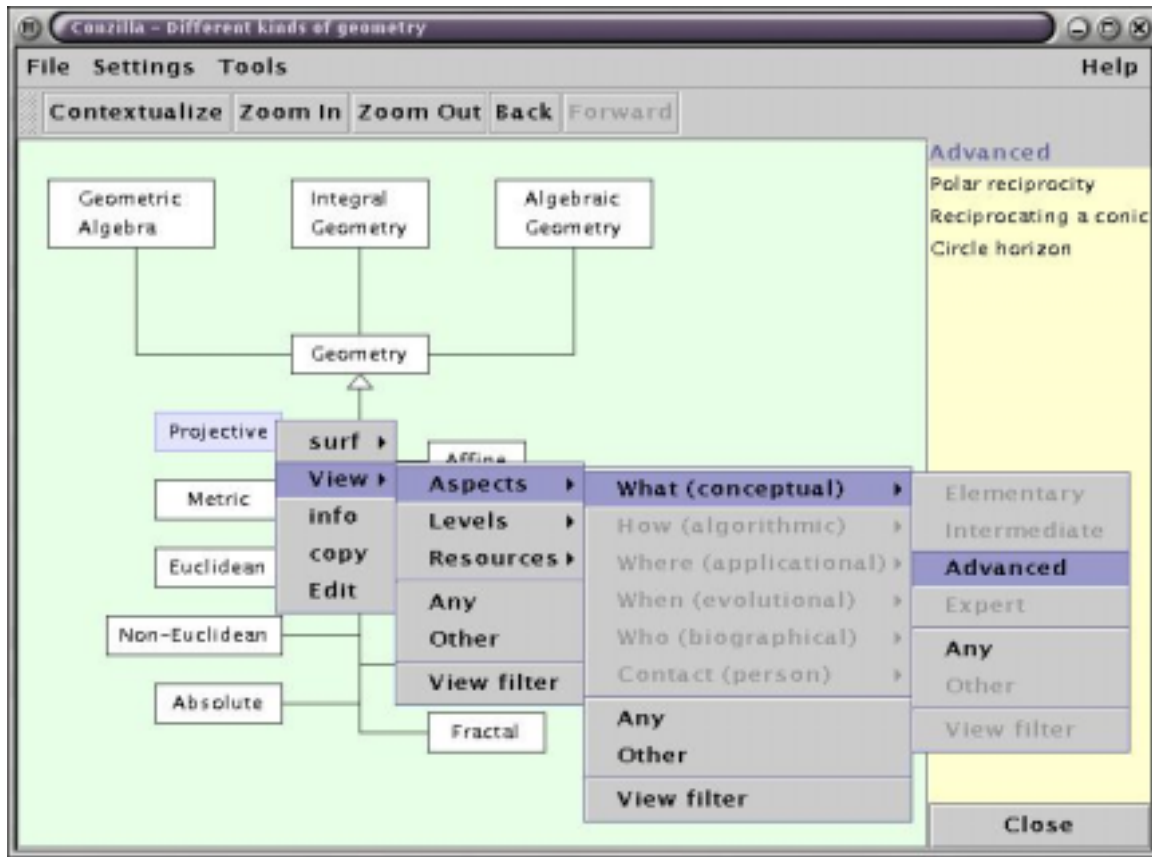 Conzilla - Different kinds of geometry
File Settings Tools Help
Contextualize Zoom In Zoom Out Back Forward
Advanced
Polar reciprocity
Reciprocating a conic
Circle horizon
Geometric
Algebra
Integral
Geometry
Algebraic
Geometry
Geometry
Projective
Metric
Euclidean
Non-Euclidean
Absolute
Affine
Fractal
surf
View
info
copy
Edit
Aspects
Levels
Resources
Any
Other
View filter
What (conceptual)
How (algorithmic)
Where (applicational)
When (evolutional)
Who (biographical)
Contact (person)
Any
Other
View filter
Elementary
Intermediate
Advanced
Expert
Any
Other
View filter
Close